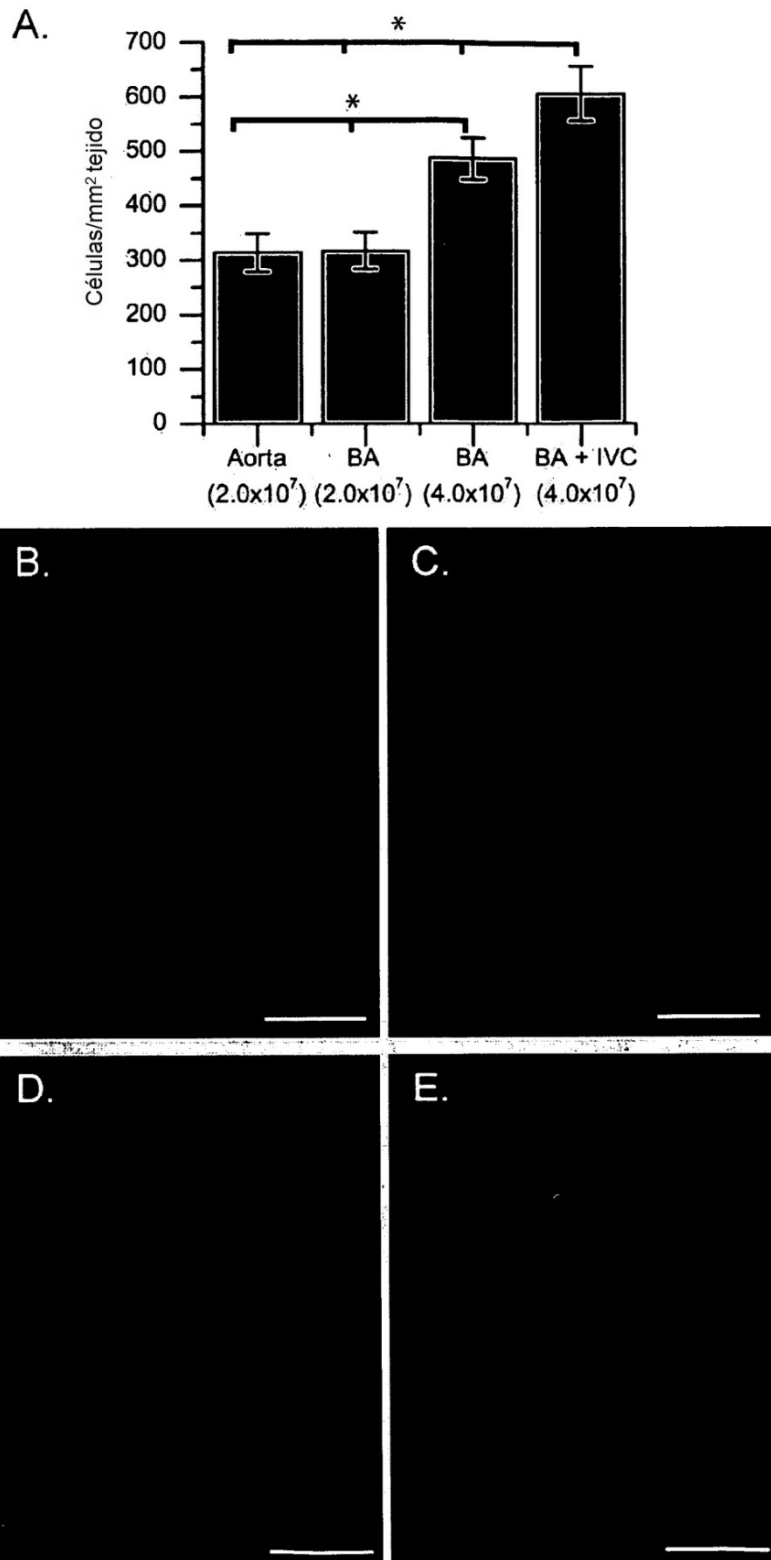 A.
Células/mm² tejido
700
600
500
400
300
200
100
0
*
*
Aorta
(2.0x10⁷)
BA
(2.0x10⁷)
BA
(4.0x10⁷)
BA + IVC
(4.0x10⁷)
B.
C.
D.
E.